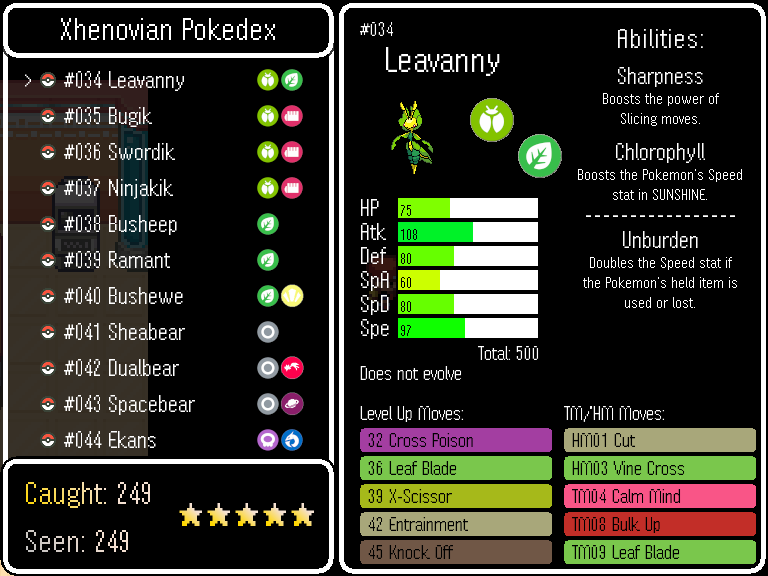 Xhenovian Pokedex
> #034 Leavanny
#035 Bugik
#036 Swordik
#037 Ninjakik
#038 Busheep
#039 Ramant
#040 Bushewe
#041 Sheabear
#042 Dualbear
#043 Spacebear
#044 Ekans
Caught: 249
Seen: 249
#034
Leavanny
HP 75
Atk 108
Def 80
SpA 60
SpD 80
Spe 97
Total: 500
Does not evolve
Abilities:
Sharpness
Boosts the power of
Slicing moves.
Chlorophyll
Boosts the Pokemon's Speed
stat in SUNSHINE.
Unburden
Doubles the Speed stat if
the Pokemon's held item is
used or lost.
Level Up Moves:
32 Cross Poison
36 Leaf Blade
39 X-Scissor
42 Entrainment
45 Knock Off
TM/HM Moves:
HM01 Cut
HM03 Vine Cross
TM04 Calm Mind
TM08 Bulk Up
TM09 Leaf Blade